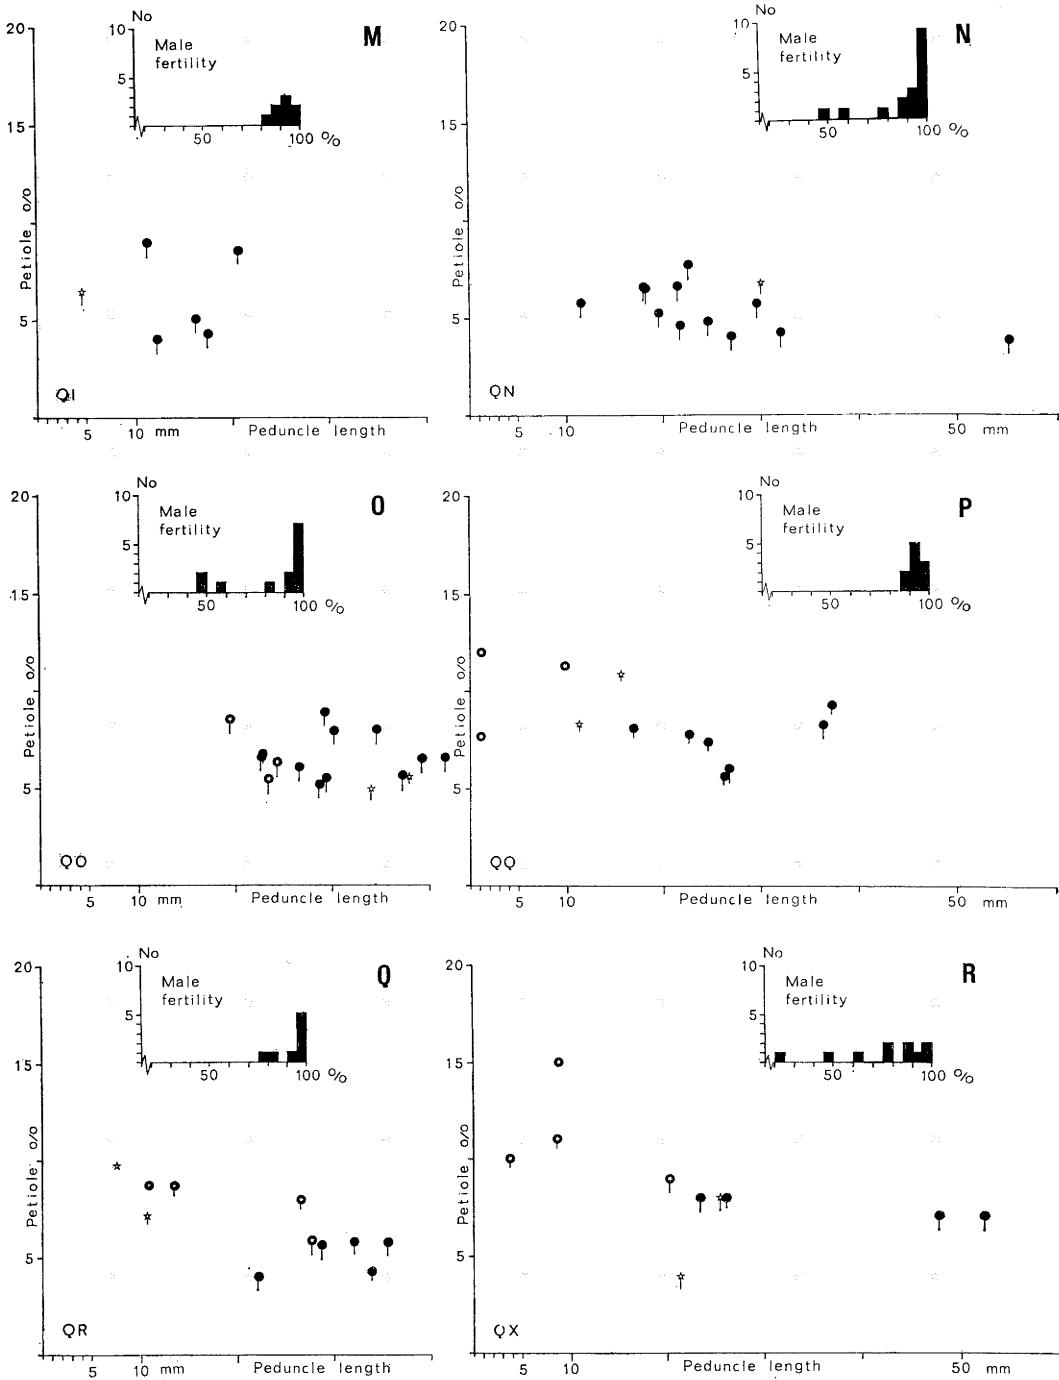 M
No
Male
fertility
10
5
50
100 %
20
15
5
Petiole, o/o
QI
5
10 mm
Peduncle length
N
No
Male
fertility
10
5
50
100 %
20
15
5
Petiole, o/o
QN
5
10
Peduncle length
50 mm
O
No
Male
fertility
10
5
50
100 %
20
15
5
Petiole, o/o
QO
5
10 mm
Peduncle length
P
No
Male
fertility
10
5
50
100 %
20
15
5
Petiole, o/o
QQ
5
10
Peduncle length
50 mm
Q
No
Male
fertility
10
5
50
100 %
20
15
5
Petiole, o/o
QR
5
10 mm
Peduncle length
R
No
Male
fertility
10
5
50
100 %
20
15
5
Petiole, o/o
QX
5
10
Peduncle length
50 mm